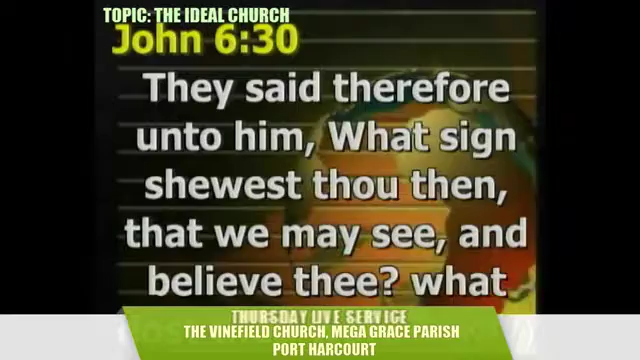 TOPIC: THE IDEAL CHURCH
John 6:30
They said therefore
unto him, What sign
shewest thou then,
that we may see, and
believe thee? what
THURSDAY LIVE SERVICE
THE VINEFIELD CHURCH, MEGA GRACE PARISH
PORT HARCOURT